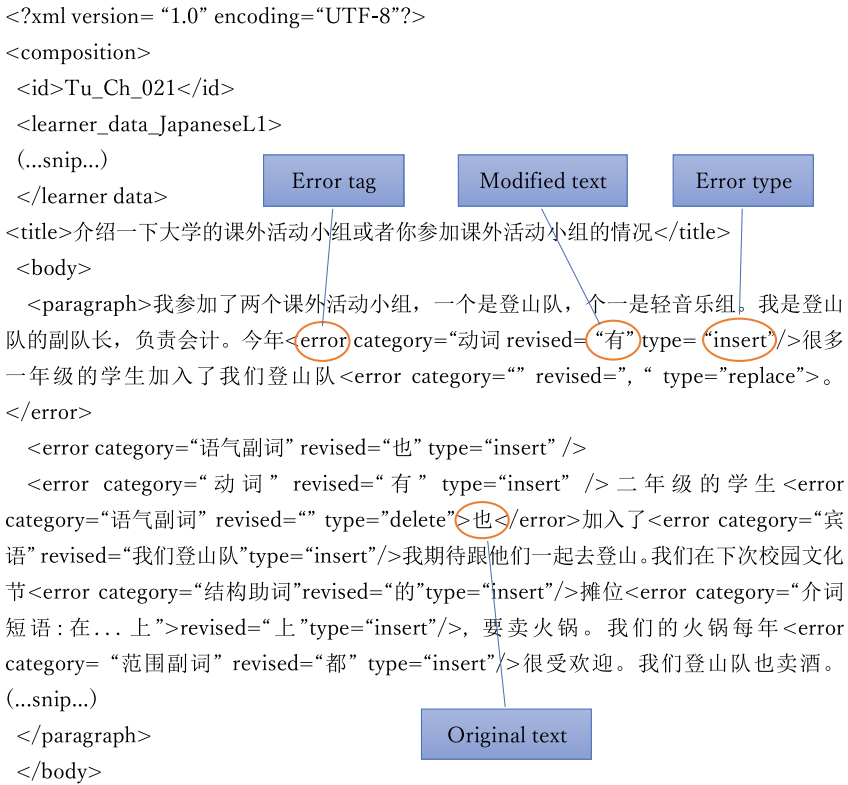 <?xml version= “1.0” encoding=“UTF-8”?>
<composition>
<id>Tu_Ch_021</id>
<learner_data_JapaneseL1>
(...snip...)
Error tag
Modified text
Error type
</learner data>
<title>介绍一下大学的课外活动小组或者你参加课外活动小组的情况</title>
<body>
<paragraph>我参加了两个课外活动小组，一个是登山队，个一是轻音乐组。我是登山
队的副队长，负责会计。今年<error category=“动词 revised= “有” type= “insert”/>很多
一年级的学生加入了我们登山队<error category=“” revised=”, “ type=”replace”>。
</error>
<error category=“语气副词” revised=“也” type=“insert” />
<error category=“动词” revised=“有” type=“insert” />二年级的学生<error
category=“语气副词” revised=“” type=”delete”>也</error>加入了<error category=“宾
语” revised=“我们登山队”type=“insert”/>我期待跟他们一起去登山。我们在下次校园文化
节<error category=“结构助词”revised=“的”type=“insert”/>摊位<error category=“介词
短语:在...上”>revised=“上”type=“insert”/>, 要卖火锅。我们的火锅每年<error
category= “范围副词” revised=“都” type=“insert”/>很受欢迎。我们登山队也卖酒。
(...snip...)
</paragraph>
Original text
</body>